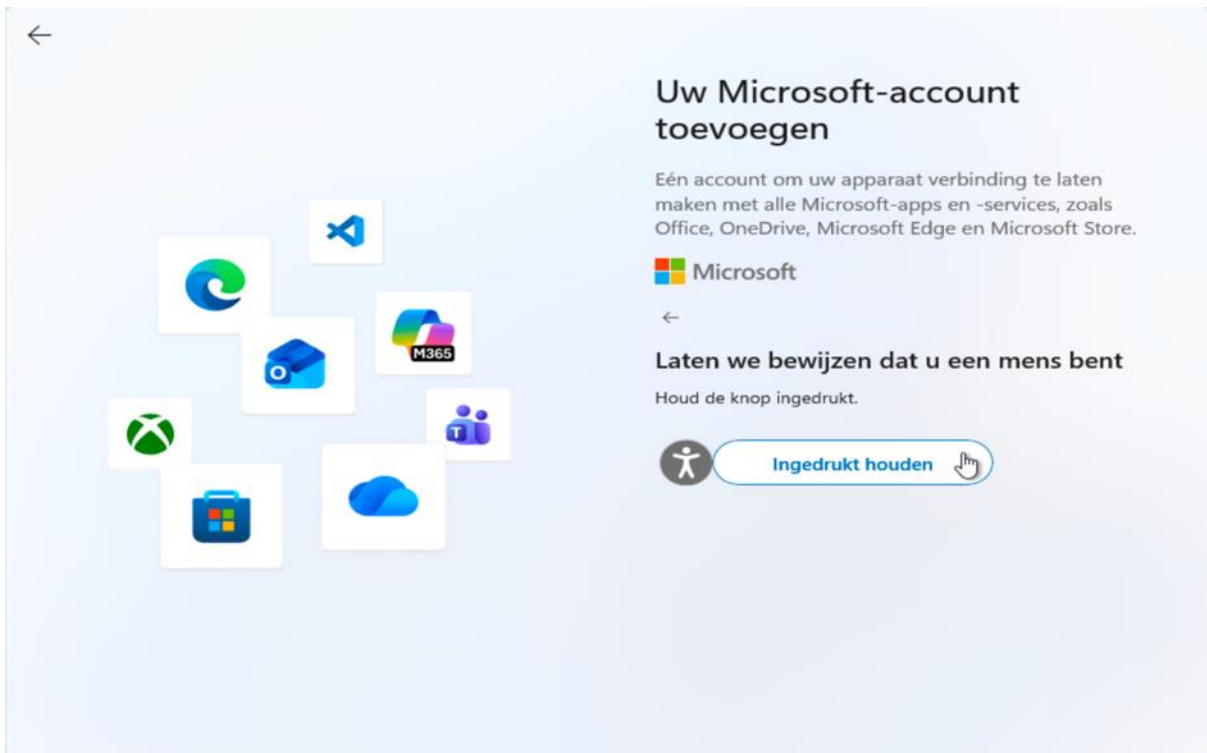 Uw Microsoft-account
toevoegen
Eén account om uw apparaat verbinding te laten
maken met alle Microsoft-apps en -services, zoals
Office, OneDrive, Microsoft Edge en Microsoft Store.
Microsoft
M365
Laten we bewijzen dat u een mens bent
Houd de knop ingedrukt.
Ingedrukt houden
O
T